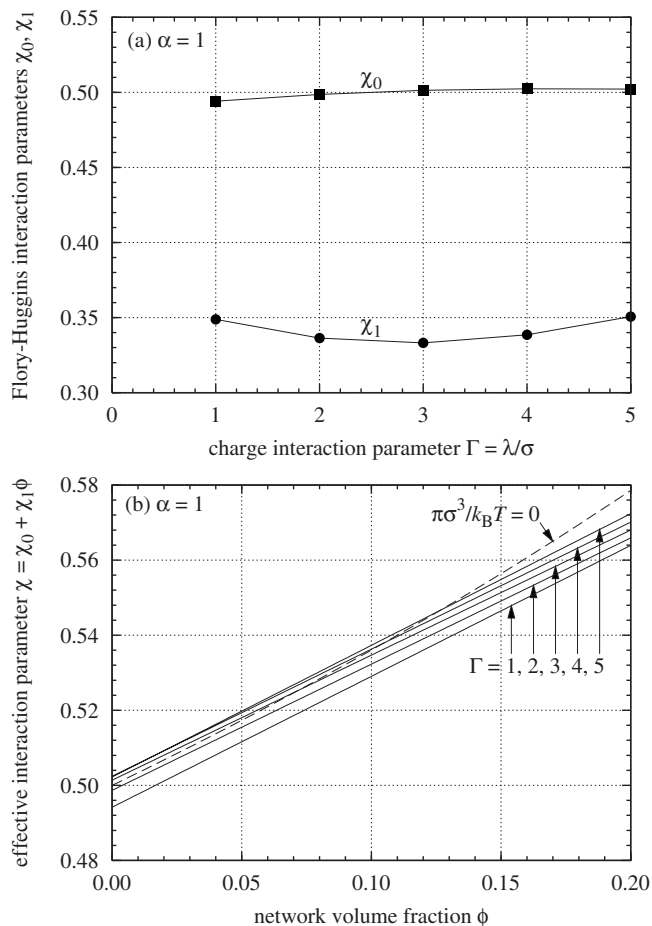 Flory-Huggins interaction parameters χ₀, χ₁
0.55
0.50
0.45
0.40
0.35
0.30
(a) α = 1
χ₀
χ₁
0 1 2 3 4 5
charge interaction parameter Γ = λ/σ
effective interaction parameter χ = χ₀ + χ₁ϕ
0.58
0.56
0.54
0.52
0.50
0.48
(b) α = 1
πσ³/k_BT = 0
Γ = 1, 2, 3, 4, 5
0.00 0.05 0.10 0.15 0.20
network volume fraction ϕ